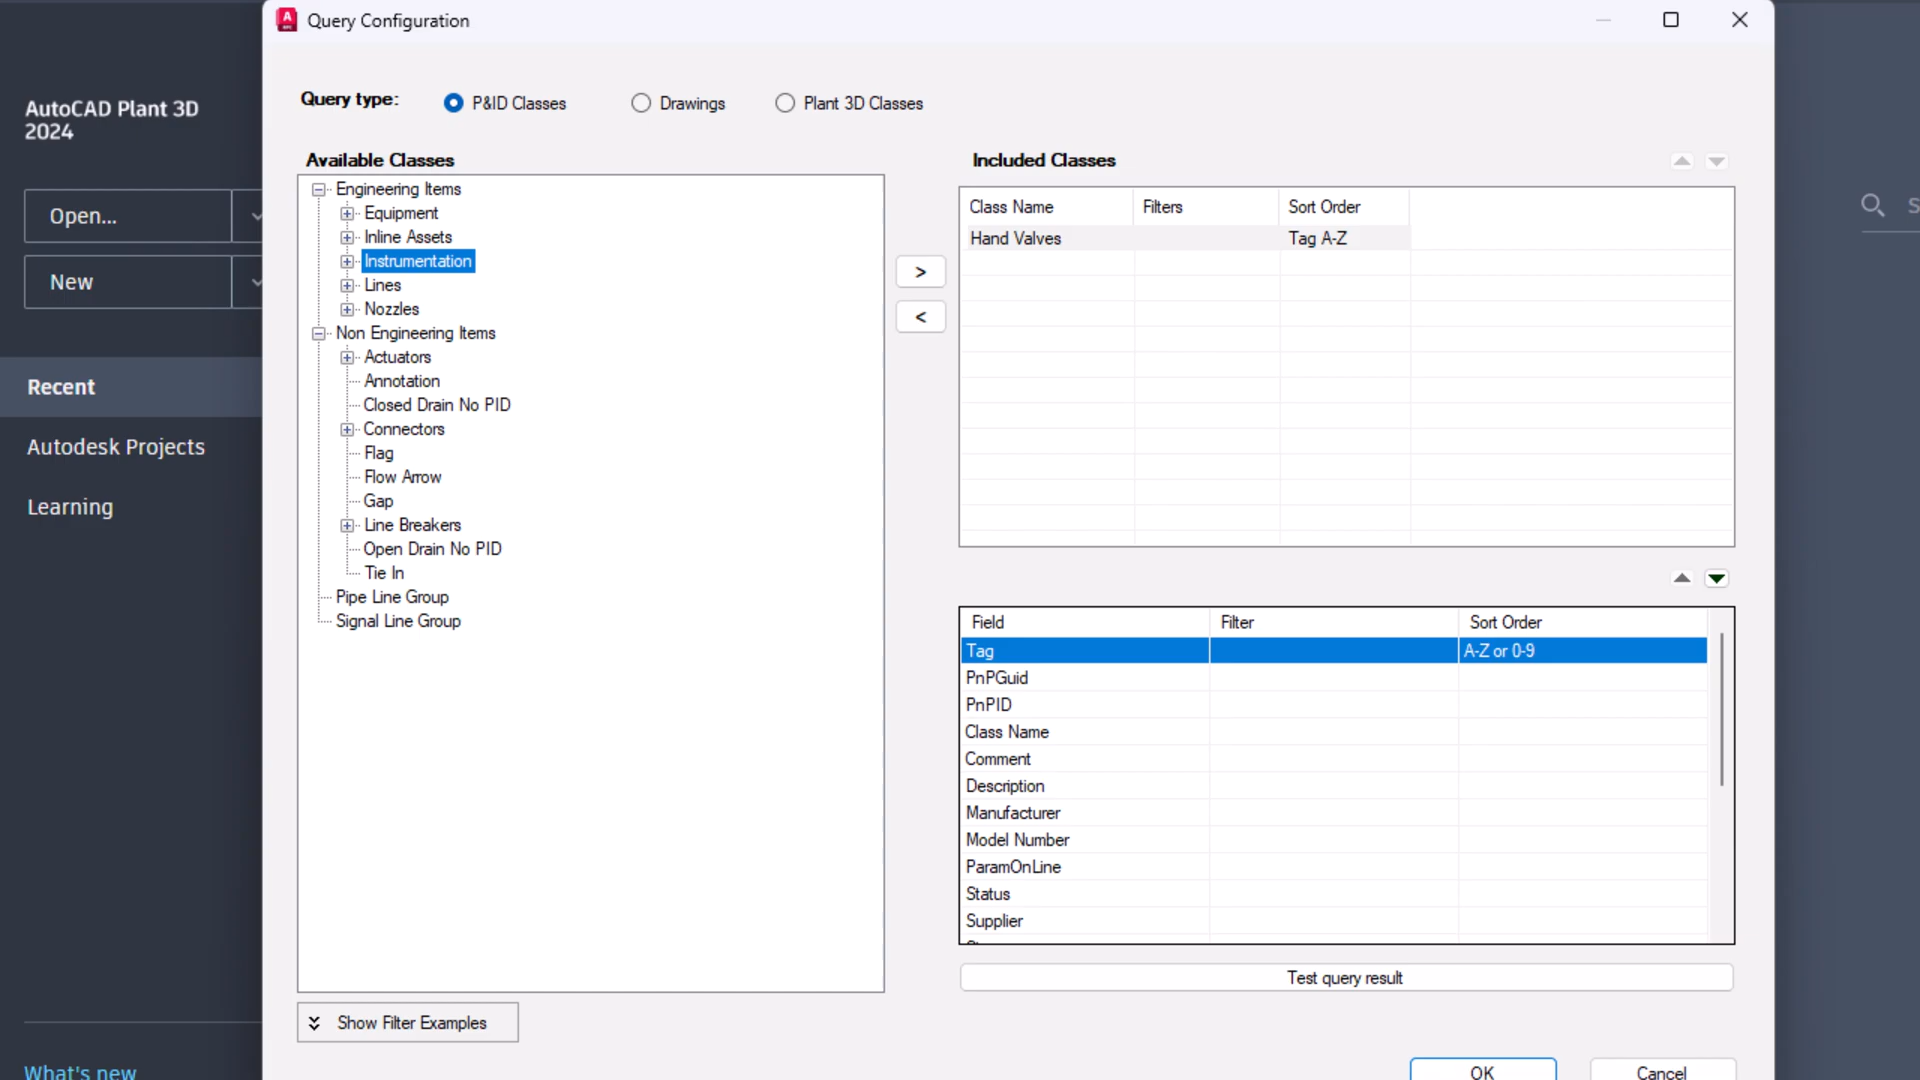 Query Configuration
AutoCAD Plant 3D
2024
Open...
New
Recent
Autodesk Projects
Learning
What's new
Query type:
P&ID Classes
Drawings
Plant 3D Classes
Available Classes
Engineering Items
Equipment
Inline Assets
Instrumentation
Lines
Nozzles
Non Engineering Items
Actuators
Annotation
Closed Drain No PID
Connectors
Flag
Flow Arrow
Gap
Line Breakers
Open Drain No PID
Tie In
Pipe Line Group
Signal Line Group
Show Filter Examples
>
<
Included Classes
Class Name Filters Sort Order
Hand Valves Tag A-Z
Field Filter Sort Order
Tag A-Z or 0-9
PnPGuid
PnPID
Class Name
Comment
Description
Manufacturer
Model Number
ParamOnLine
Status
Supplier
Test query result
OK
Cancel